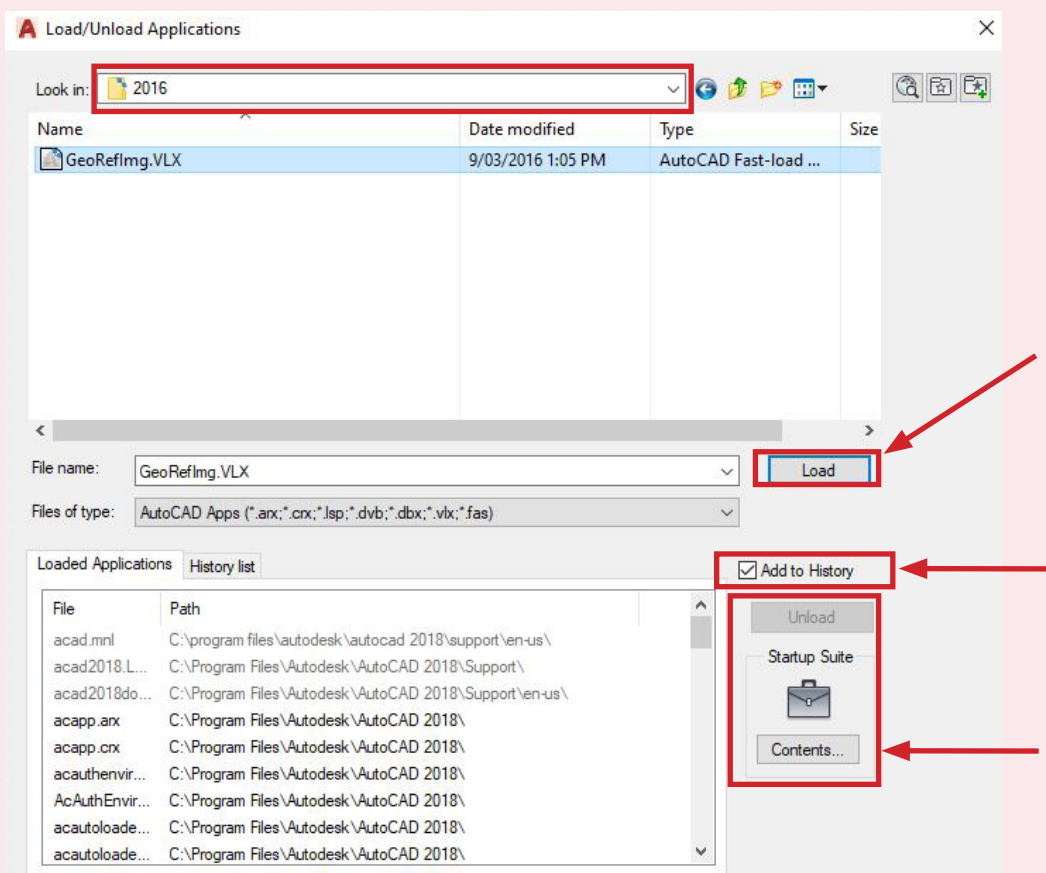 Load/Unload Applications
Look in: 2016
Name Date modified Type Size
GeoRefImg.VLX 9/03/2016 1:05 PM AutoCAD Fast-load ...
File name: GeoRefImg.VLX Load
Files of type: AutoCAD Apps (*.arx;*.crx;*.lsp;*.dvb;*.dbx;*.vlx;*.fas)
Loaded Applications History list Add to History
File Path Unload
acad.mnl C:\program files\autodesk\autocad 2018\support\en-us\
Startup Suite
acad2018.L... C:\Program Files\Autodesk\AutoCAD 2018\Support\
acad2018do... C:\Program Files\Autodesk\AutoCAD 2018\Support\en-us\
acapp.arx C:\Program Files\Autodesk\AutoCAD 2018\
acapp.crx C:\Program Files\Autodesk\AutoCAD 2018\ Contents...
acauthenvir... C:\Program Files\Autodesk\AutoCAD 2018\
AcAuthEnvir... C:\Program Files\Autodesk\AutoCAD 2018\
acautoloade... C:\Program Files\Autodesk\AutoCAD 2018\
acautoloade... C:\Program Files\Autodesk\AutoCAD 2018\